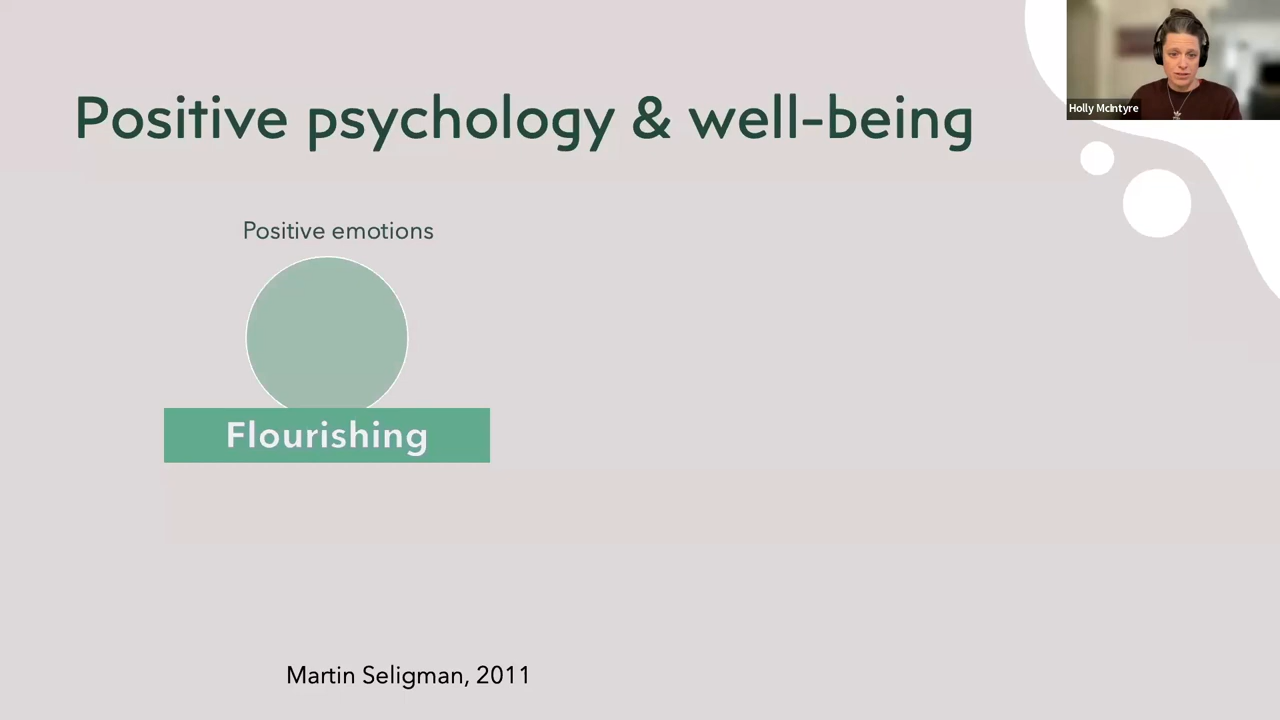 Positive psychology & well-being
Holly McIntyre
Positive emotions
Flourishing
Martin Seligman, 2011